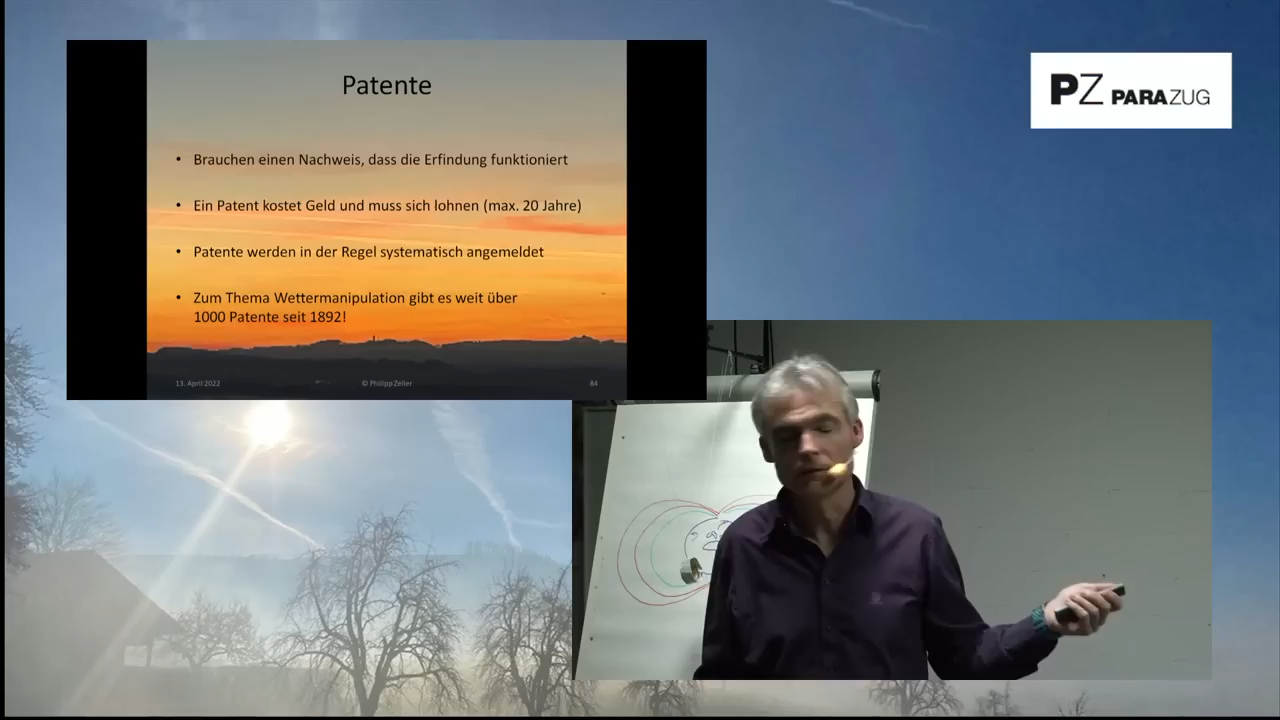 Patente
• Brauchen einen Nachweis, dass die Erfindung funktioniert
• Ein Patent kostet Geld und muss sich lohnen (max. 20 Jahre)
• Patente werden in der Regel systematisch angemeldet
• Zum Thema Wettermanipulation gibt es weit über
1000 Patente seit 1892!
13. April 2022
© Philipp Zeller
84
PZ PARAZUG